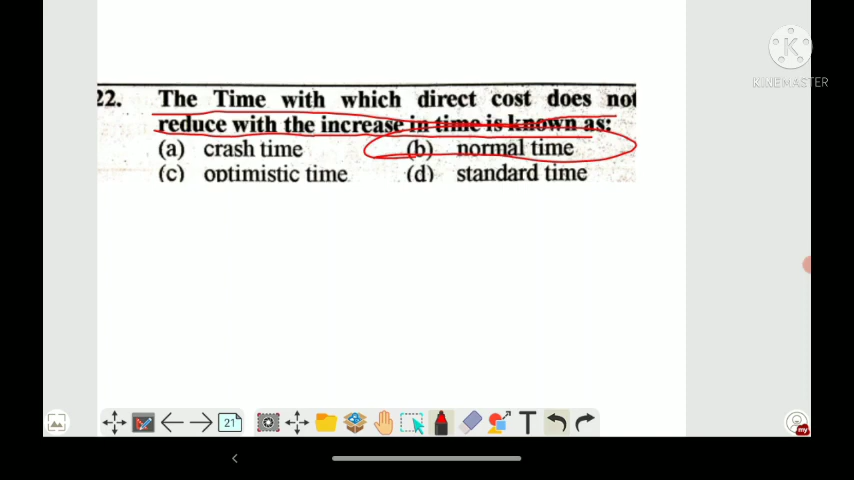 K
KINEMASTER
22. The Time with which direct cost does not
reduce with the increase in time is known as:
(a) crash time (b) normal time
(c) optimistic time (d) standard time
21
T
my